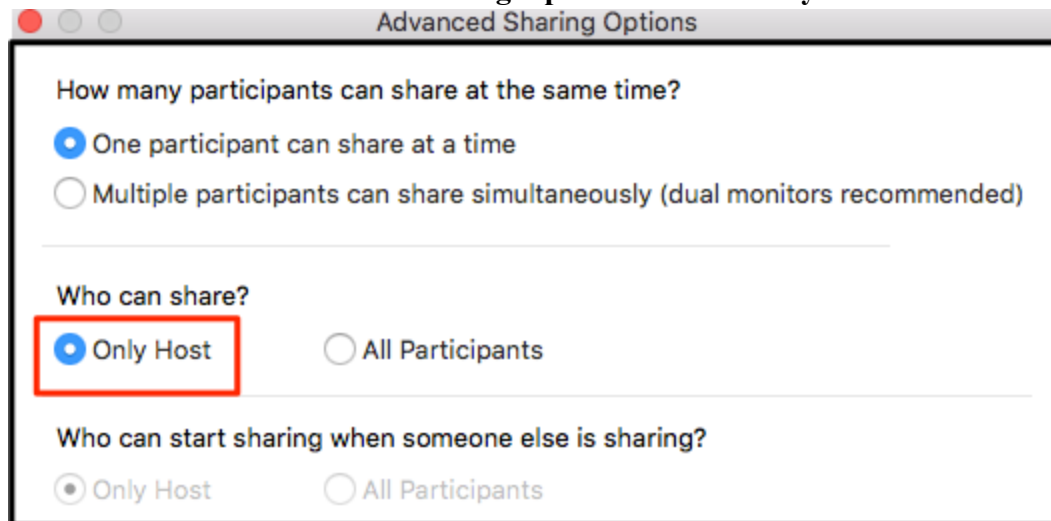 Advanced Sharing Options
How many participants can share at the same time?
One participant can share at a time
Multiple participants can share simultaneously (dual monitors recommended)
Who can share?
Only Host All Participants
Who can start sharing when someone else is sharing?
Only Host All Participants